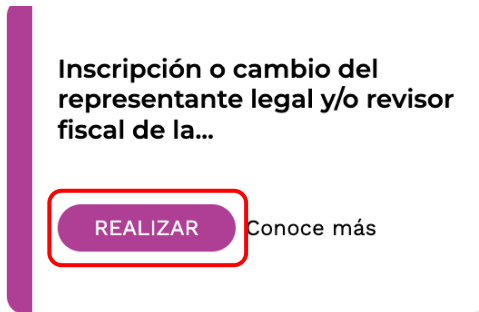 Inscripción o cambio del
representante legal y/o revisor
fiscal de la...
REALIZAR Conoce más